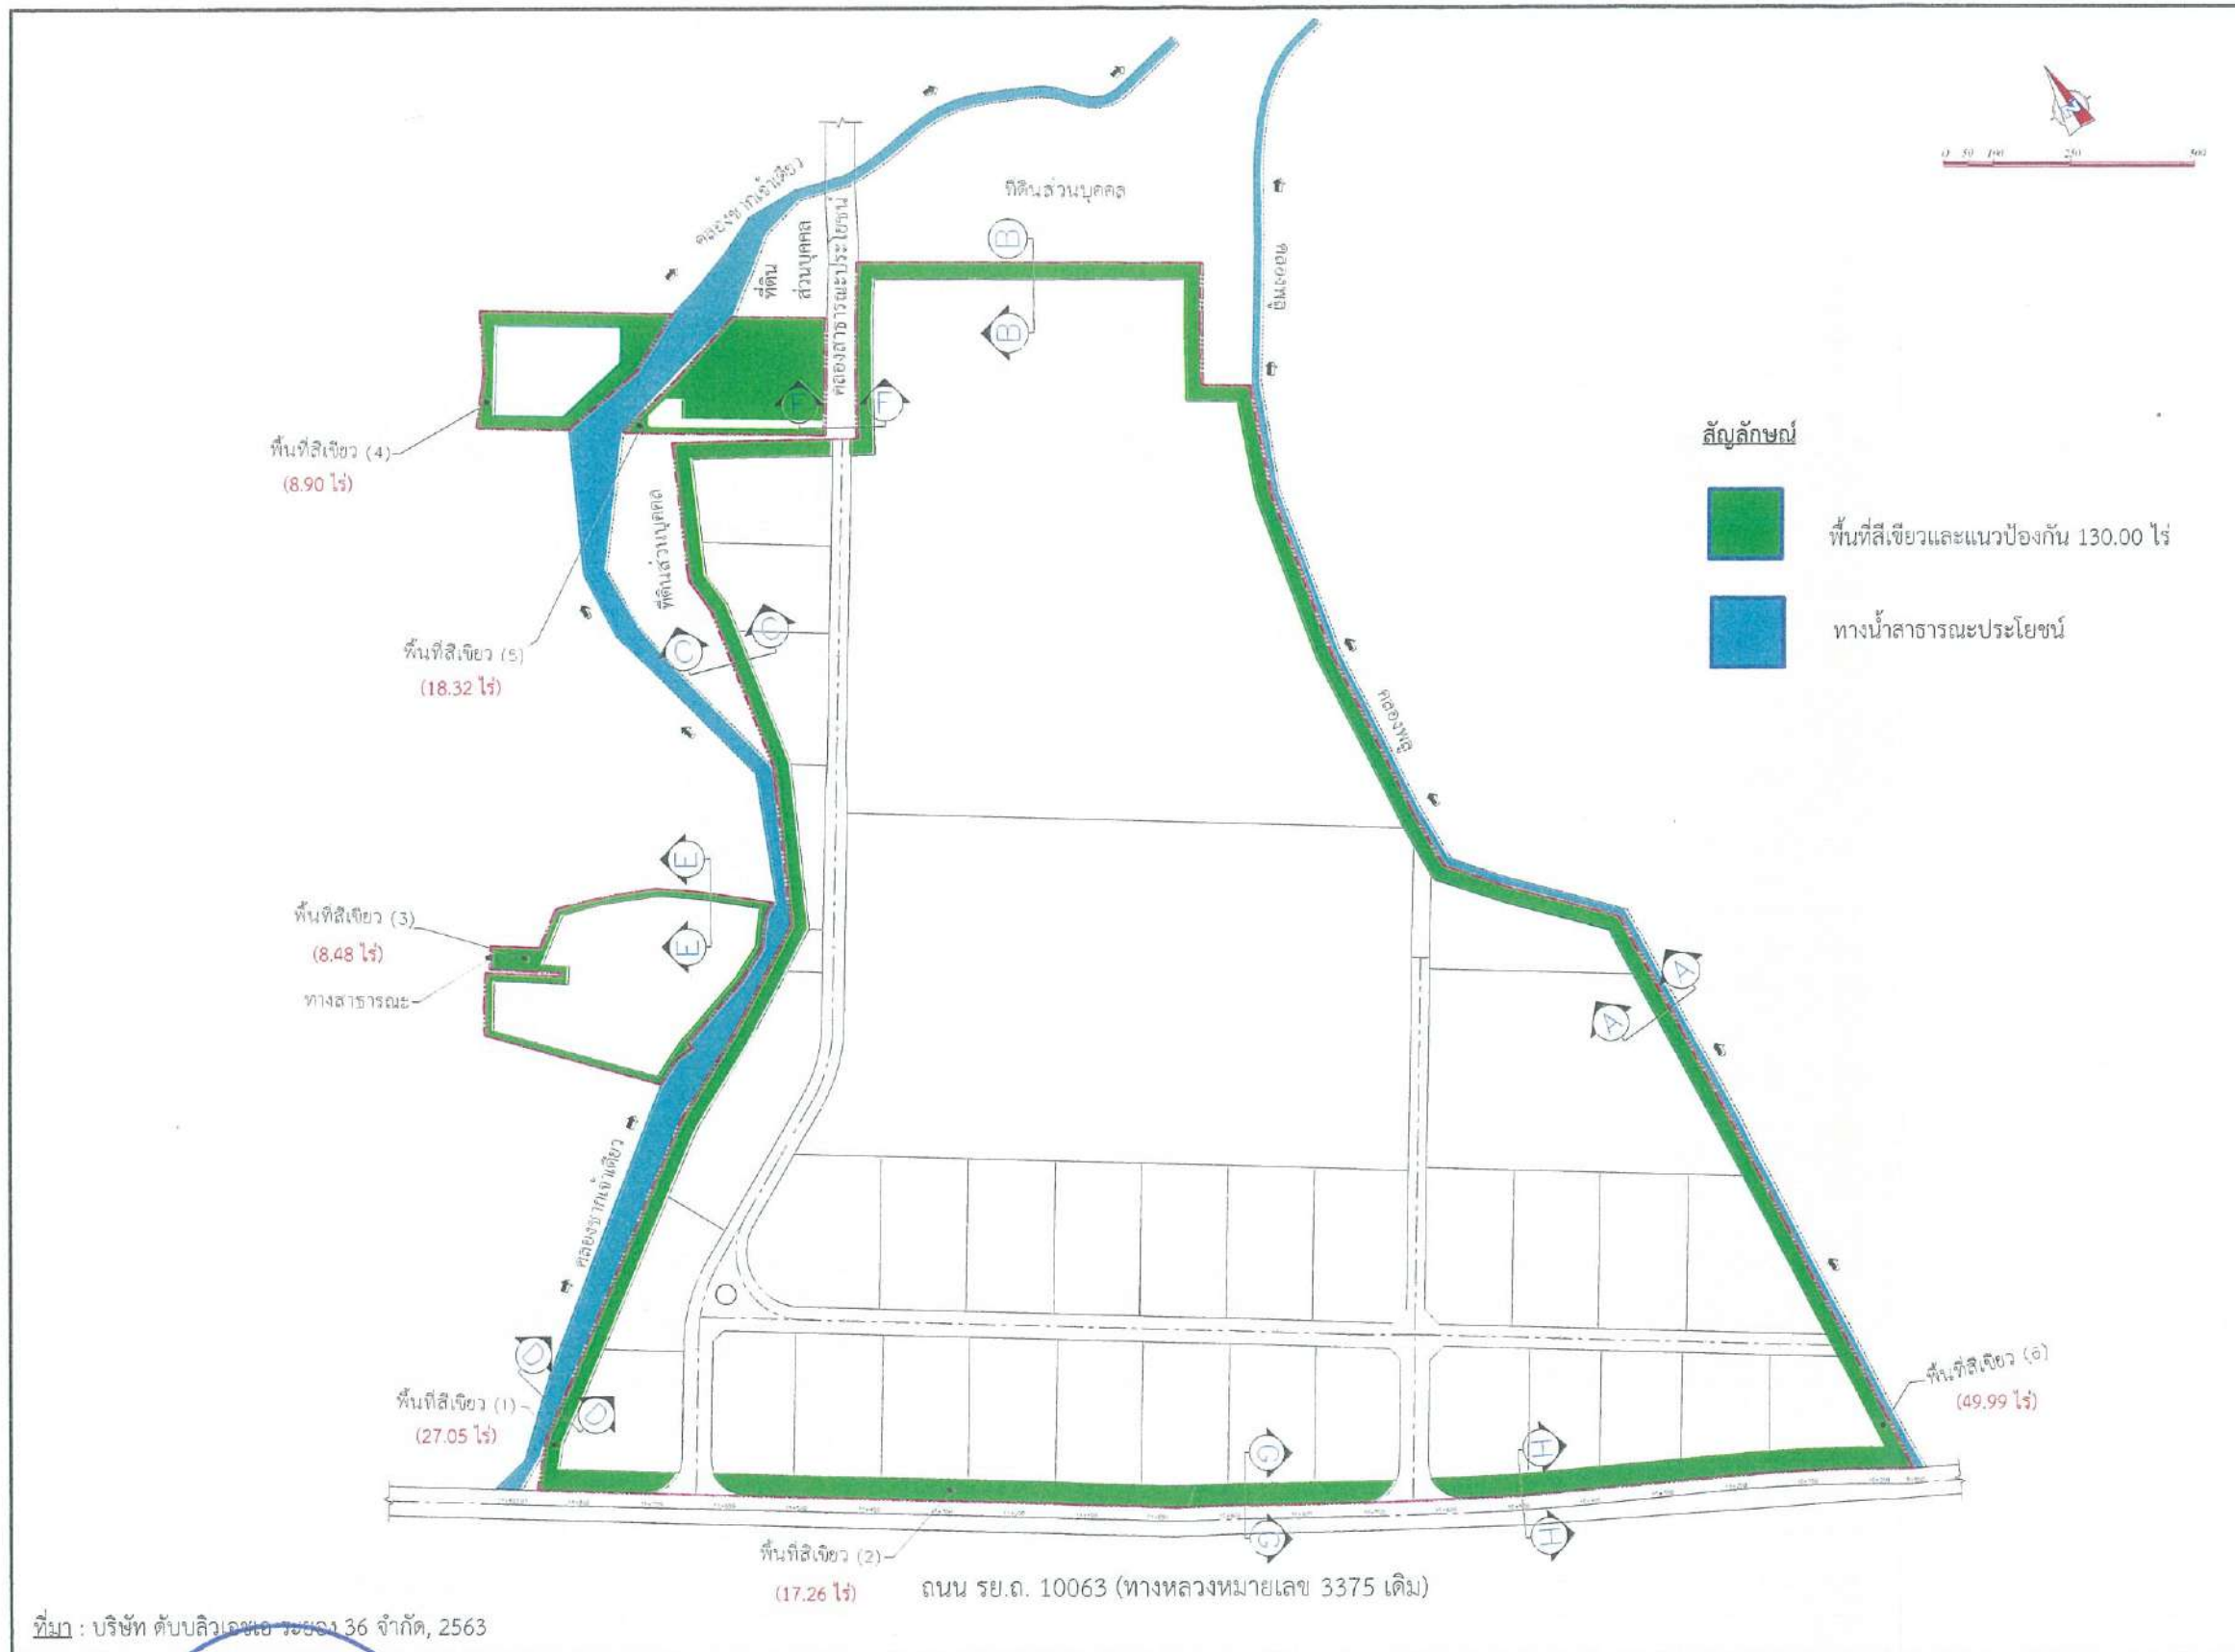 0 50 100 250 500
คลองชากเจ้าเดียว
ที่ดิน
ส่วนบุคคล
คลองสาธารณะประโยชน์
ที่ดินส่วนบุคคล
B
B
คลองพลู
F
F
พื้นที่สีเขียว (4)
(8.90 ไร่)
สัญลักษณ์
พื้นที่สีเขียวและแนวป้องกัน 130.00 ไร่
ทางน้ำสาธารณะประโยชน์
ที่ดินส่วนบุคคล
พื้นที่สีเขียว (5)
(18.32 ไร่)
C
C
คลองพลู
E
E
พื้นที่สีเขียว (3)
(8.48 ไร่)
ทางสาธารณะ
A
A
คลองชากเจ้าเดียว
D
D
พื้นที่สีเขียว (1)
(27.05 ไร่)
พื้นที่สีเขียว (6)
(49.99 ไร่)
G
G
H
H
พื้นที่สีเขียว (2)
(17.26 ไร่)
ถนน รย.ถ. 10063 (ทางหลวงหมายเลข 3375 เดิม)
ที่มา : บริษัท ดับบลิวเอชเอ ระยอง 36 จำกัด, 2563